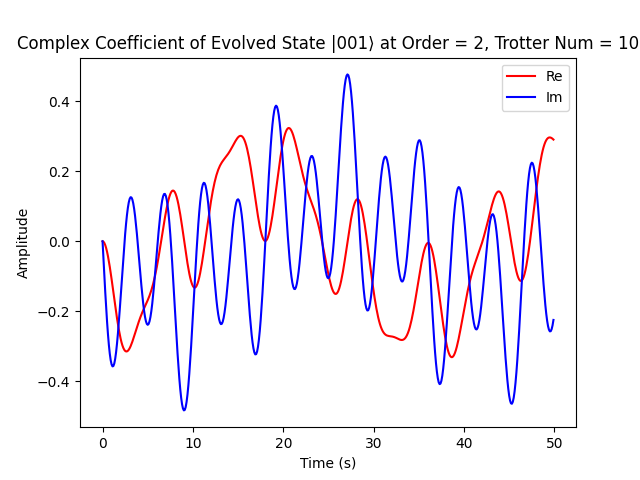 Complex Coefficient of Evolved State |001⟩ at Order = 2, Trotter Num = 10
Re
Im
0.4
0.2
0.0
−0.2
−0.4
Amplitude
0 10 20 30 40 50
Time (s)